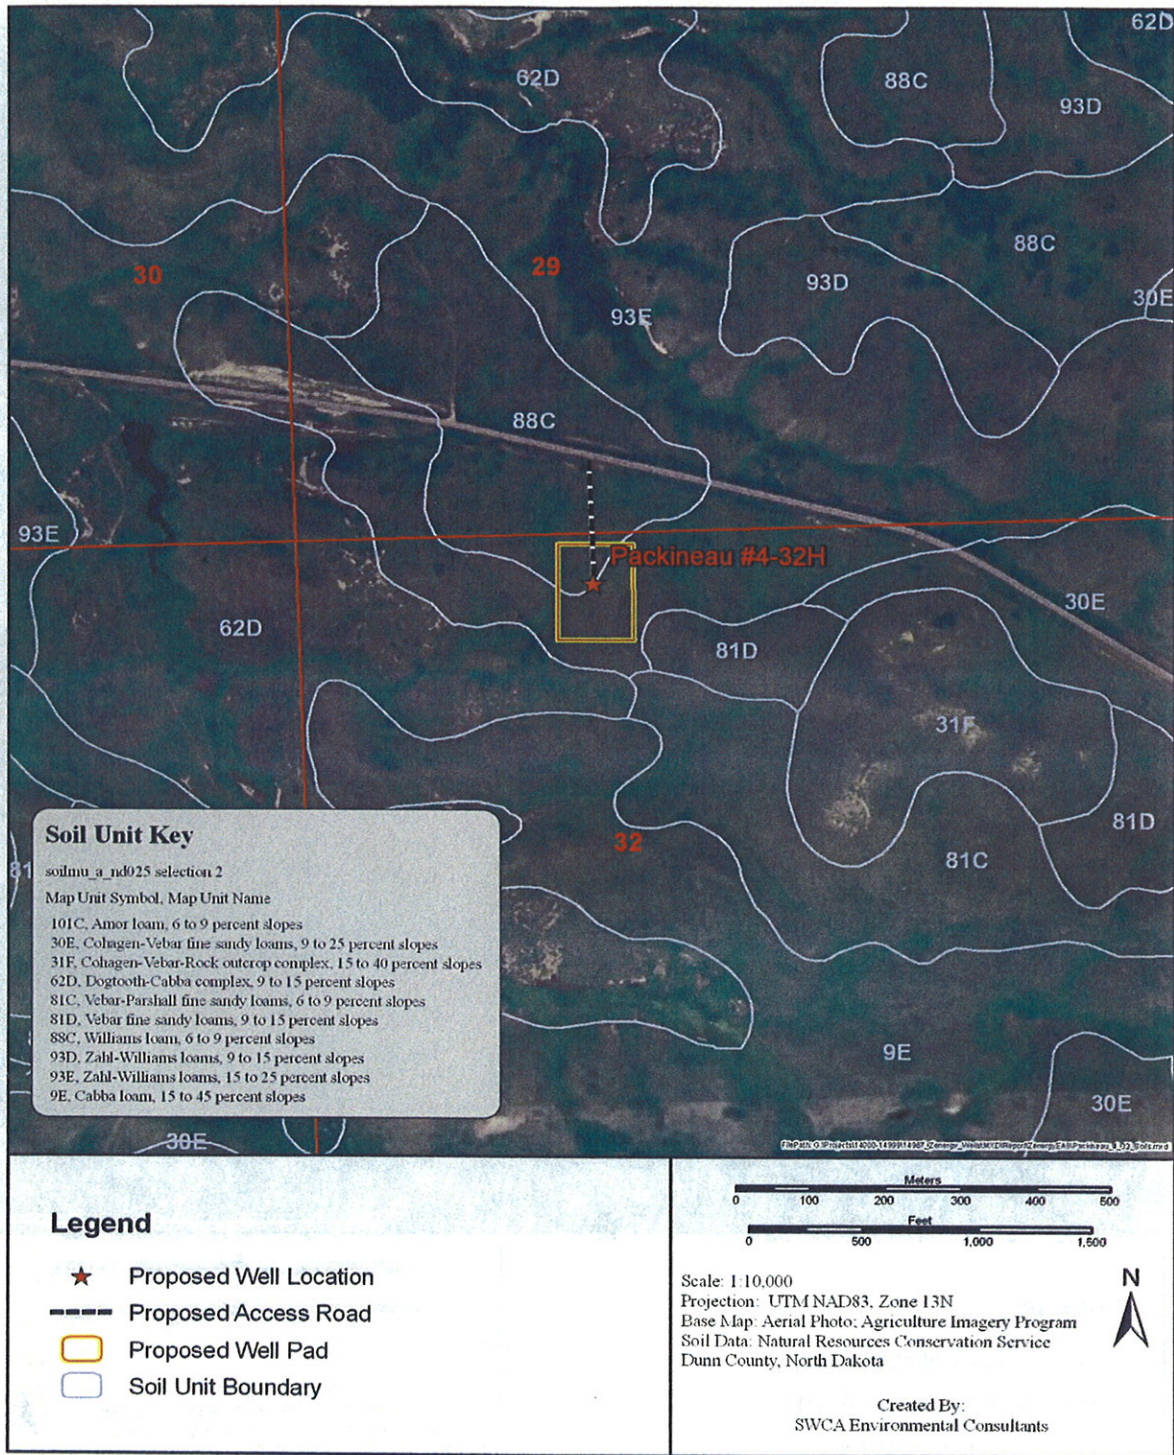 62D
62D
88C
93D
88C
29
30
93D
30E
93E
88C
93E
Packineau #4-32H
30E
62D
81D
31F
81D
32
81C
81
Soil Unit Key
soilmu_a_nd025 selection 2
Map Unit Symbol, Map Unit Name
101C, Amor loam, 6 to 9 percent slopes
30E, Cohagen-Vebar fine sandy loams, 9 to 25 percent slopes
31F, Cohagen-Vebar-Rock outcrop complex, 15 to 40 percent slopes
62D, Dogtooth-Cabba complex, 9 to 15 percent slopes
81C, Vebar-Parshall fine sandy loams, 6 to 9 percent slopes
81D, Vebar fine sandy loams, 9 to 15 percent slopes
88C, Williams loam, 6 to 9 percent slopes
93D, Zahl-Williams loams, 9 to 15 percent slopes
93E, Zahl-Williams loams, 15 to 25 percent slopes
9E, Cabba loam, 15 to 45 percent slopes
9E
30E
30E
Legend
Proposed Well Location
Proposed Access Road
Proposed Well Pad
Soil Unit Boundary
Meters
0 100 200 300 400 500
Feet
0 500 1,000 1,500
Scale: 1:10,000
Projection: UTM NAD83, Zone 13N
Base Map: Aerial Photo; Agriculture Imagery Program
Soil Data: Natural Resources Conservation Service
Dunn County, North Dakota
N
Created By:
SWCA Environmental Consultants